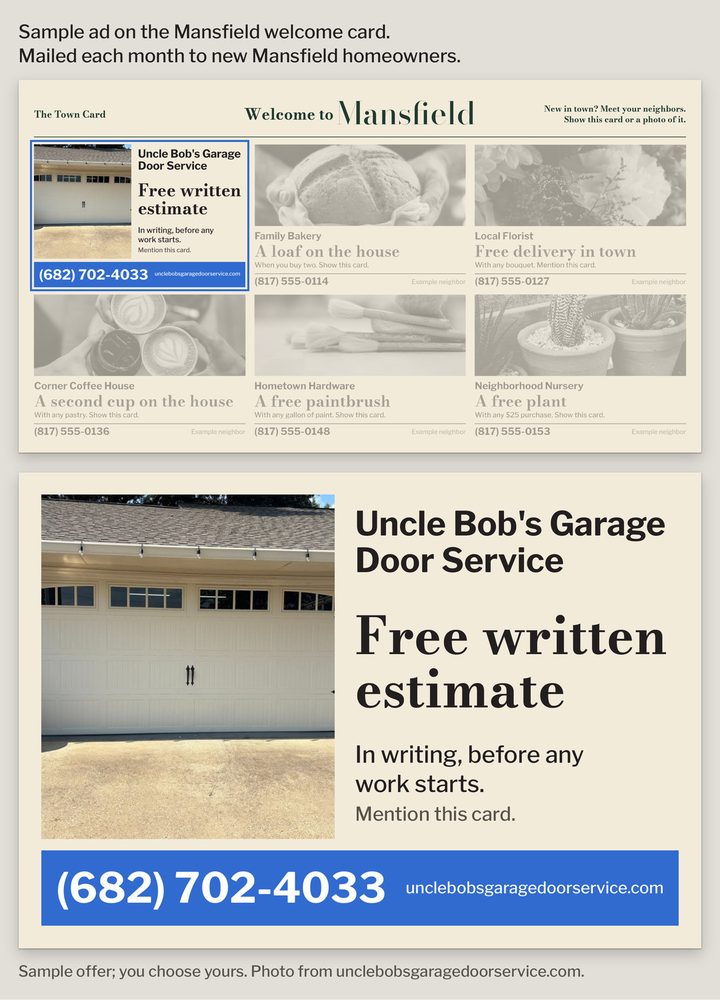 Sample ad on the Mansfield welcome card.
Mailed each month to new Mansfield homeowners.
The Town Card
Welcome to Mansfield
New in town? Meet your neighbors.
Show this card or a photo of it.
Uncle Bob's Garage
Door Service
Free written
estimate
In writing, before any
work starts.
Mention this card.
(682) 702-4033 unclebobsgaragedoorservice.com
Family Bakery
A loaf on the house
When you buy two. Show this card.
(817) 555-0114 Example neighbor
Local Florist
Free delivery in town
With any bouquet. Mention this card.
(817) 555-0127 Example neighbor
Corner Coffee House
A second cup on the house
With any pastry. Show this card.
(817) 555-0136 Example neighbor
Hometown Hardware
A free paintbrush
With any gallon of paint. Show this card.
(817) 555-0148 Example neighbor
Neighborhood Nursery
A free plant
With any $25 purchase. Show this card.
(817) 555-0153 Example neighbor
Uncle Bob's Garage
Door Service
Free written
estimate
In writing, before any
work starts.
Mention this card.
(682) 702-4033 unclebobsgaragedoorservice.com
Sample offer; you choose yours. Photo from unclebobsgaragedoorservice.com.